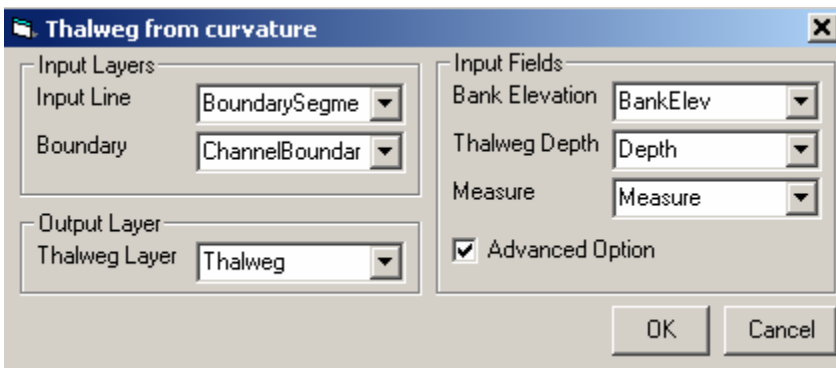 Thalweg from curvature
Input Layers
Input Line BoundarySegme
Boundary ChannelBoundar
Output Layer
Thalweg Layer Thalweg
Input Fields
Bank Elevation BankElev
Thalweg Depth Depth
Measure Measure
Advanced Option
OK Cancel